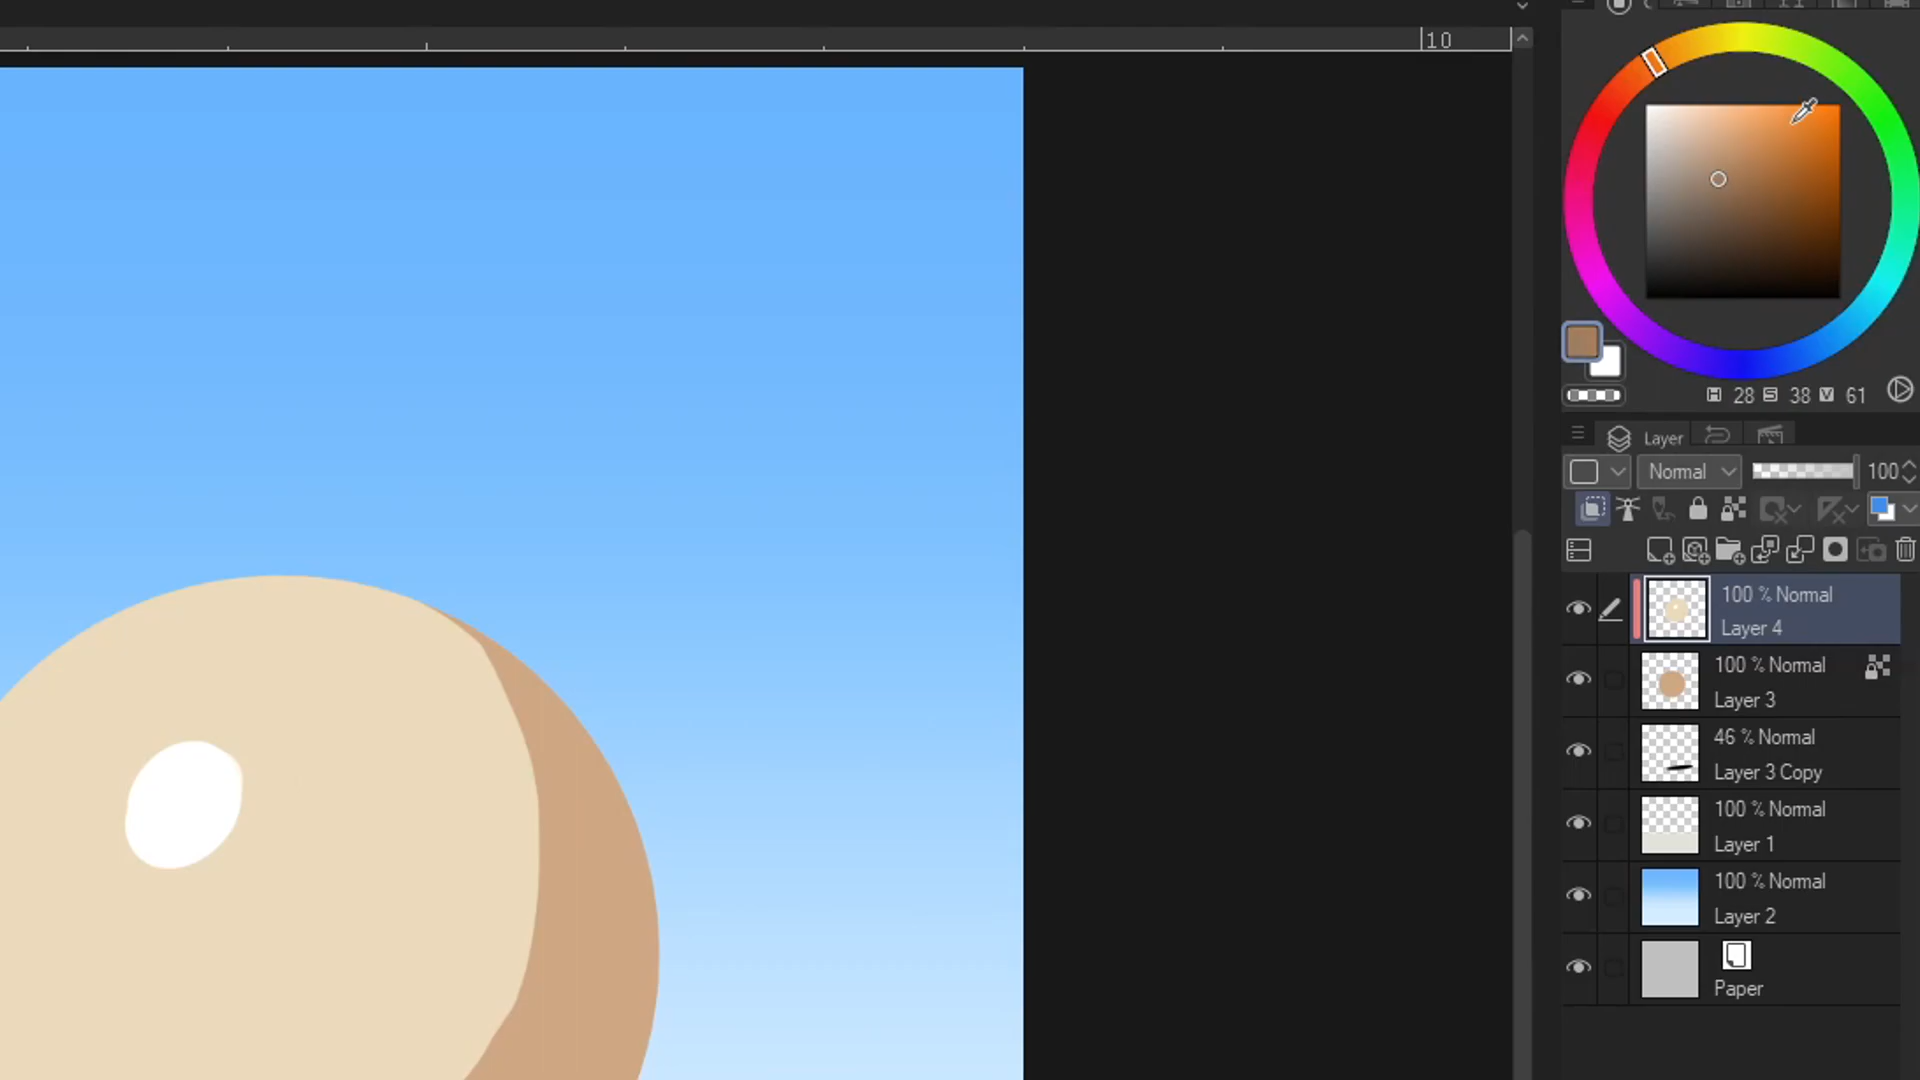 10
28 38 61
Layer
Normal 100
100 % Normal
Layer 4
100 % Normal
Layer 3
46 % Normal
Layer 3 Copy
100 % Normal
Layer 1
100 % Normal
Layer 2
Paper